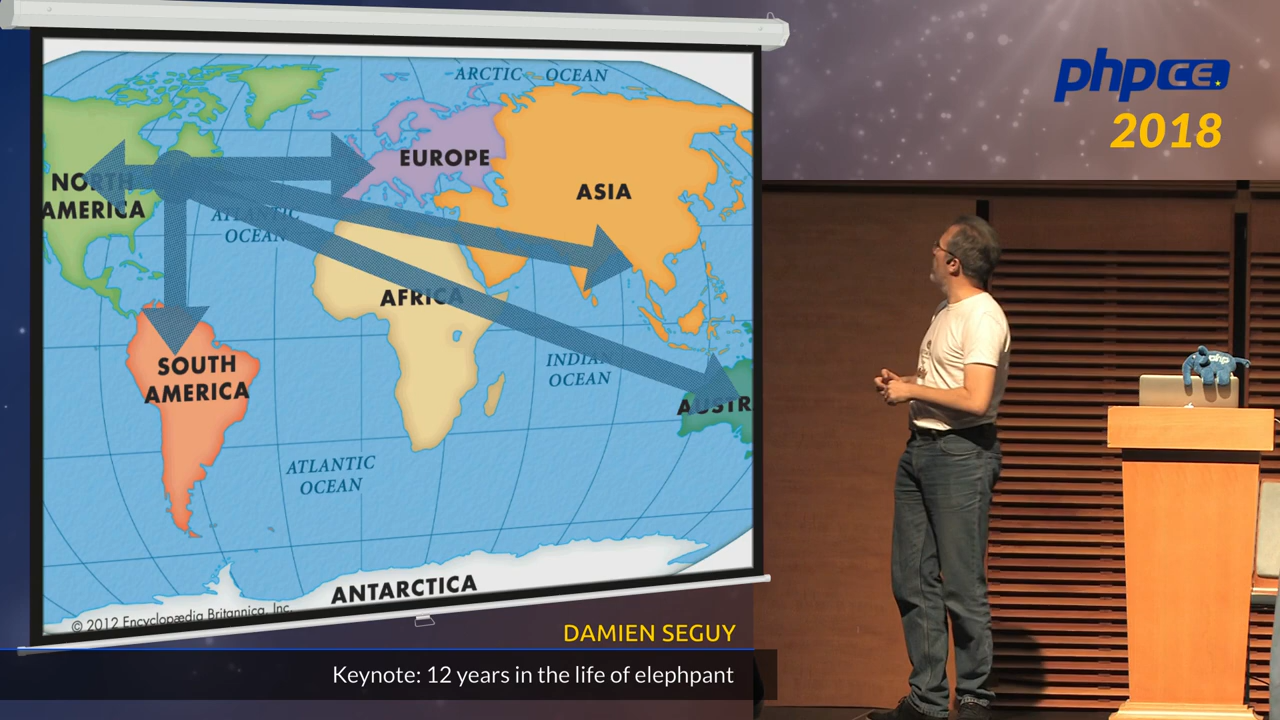 ARCTIC OCEAN
EUROPE
NORTH
AMERICA
ASIA
ATLANTIC
OCEAN
AFRICA
INDIAN
OCEAN
SOUTH
AMERICA
AUSTR
ATLANTIC
OCEAN
ANTARCTICA
© 2012 Encyclopædia Britannica, Inc.
phpce
2018
php
DAMIEN SEGUY
Keynote: 12 years in the life of elephpant